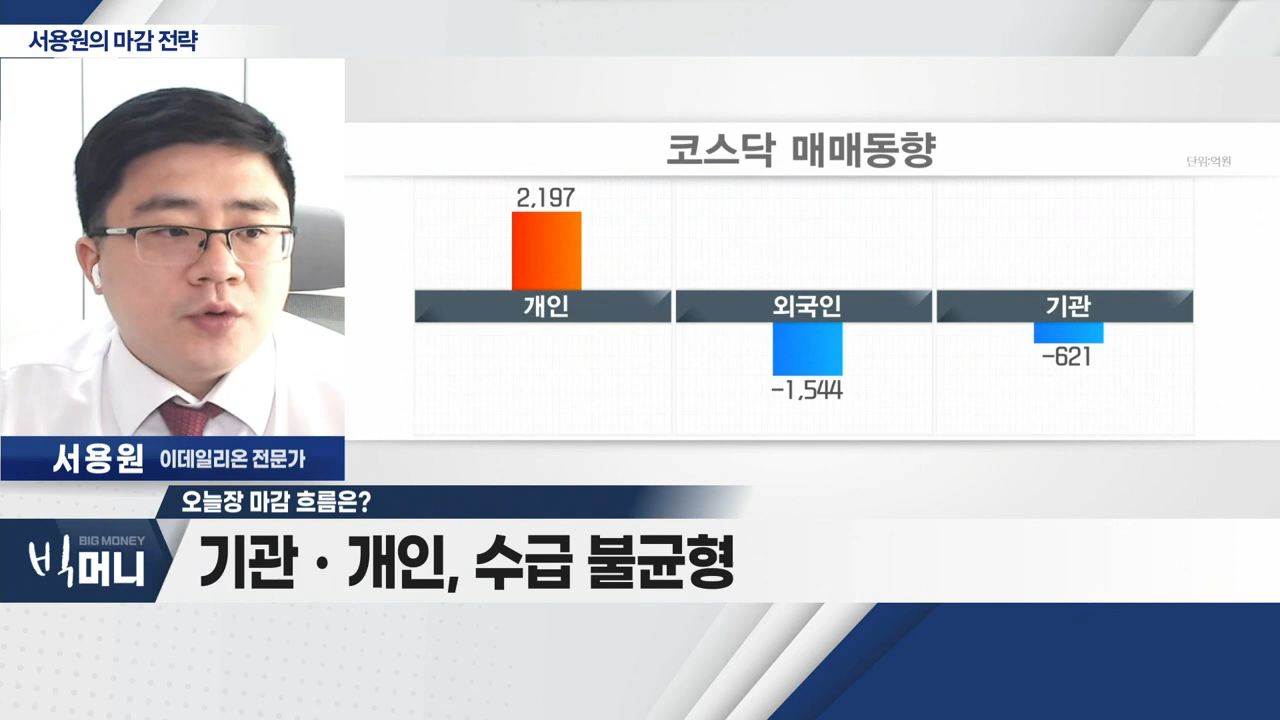 서용원의 마감 전략
코스닥 매매동향
단위:억원
2,197
개인
외국인
기관
-1,544
-621
서용원 이데일리온 전문가
오늘장 마감 흐름은?
BIG MONEY
빅머니
기관·개인, 수급 불균형